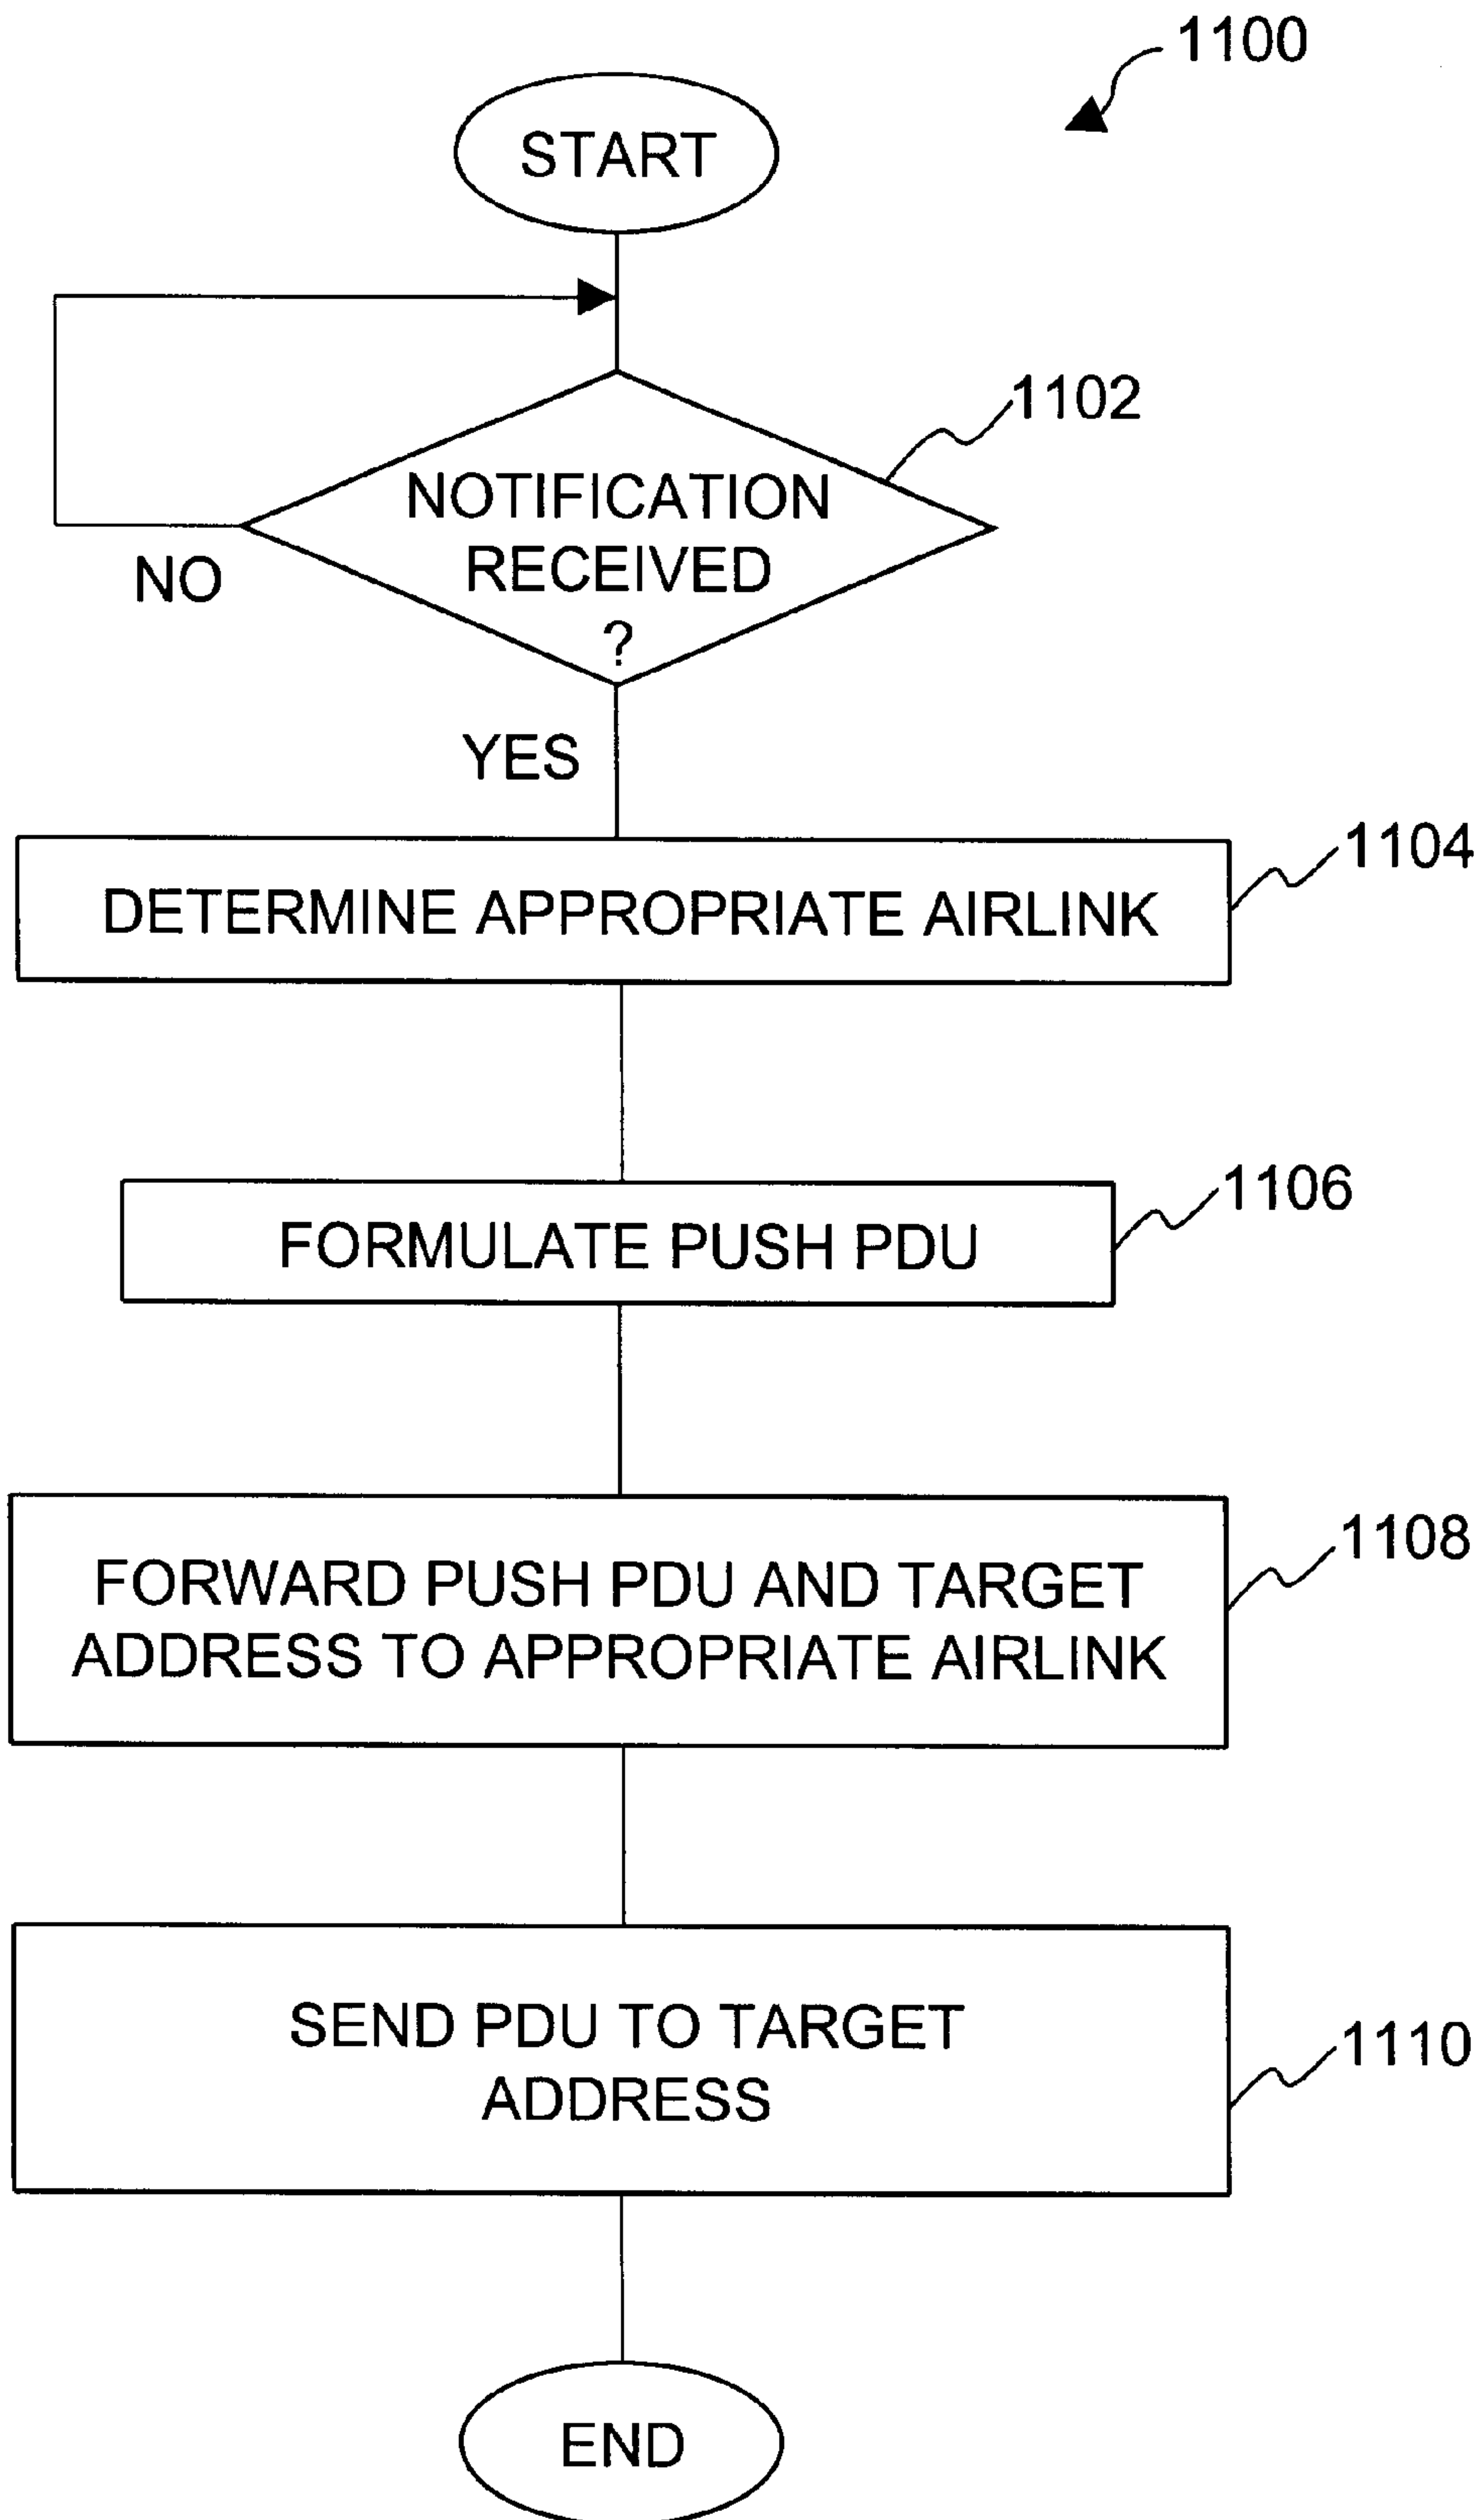 1100
START
1102
NOTIFICATION
RECEIVED
?
NO
YES
1104
DETERMINE APPROPRIATE AIRLINK
1106
FORMULATE PUSH PDU
1108
FORWARD PUSH PDU AND TARGET
ADDRESS TO APPROPRIATE AIRLINK
SEND PDU TO TARGET
ADDRESS
1110
END